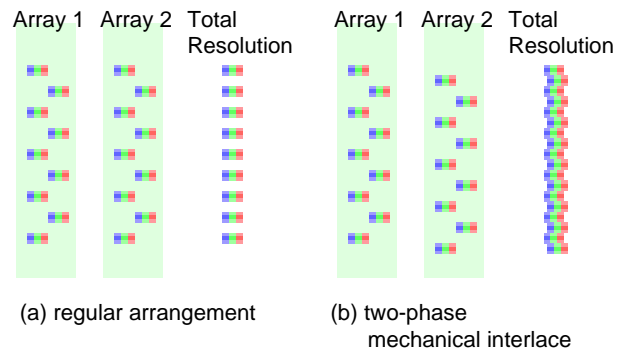 Array 1 Array 2 Total
Resolution
Array 1 Array 2 Total
Resolution
(a) regular arrangement
(b) two-phase
mechanical interlace